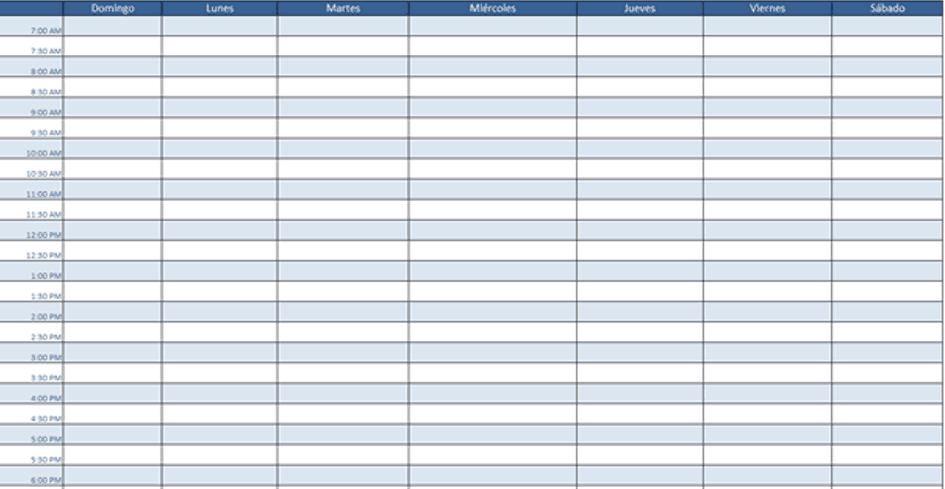 Domingo Lunes Martes Miércoles Jueves Viernes Sábado
7:00 AM
7:30 AM
8:00 AM
8:30 AM
9:00 AM
9:30 AM
10:00 AM
10:30 AM
11:00 AM
11:30 AM
12:00 PM
12:30 PM
1:00 PM
1:30 PM
2:00 PM
2:30 PM
3:00 PM
3:30 PM
4:00 PM
4:30 PM
5:00 PM
5:30 PM
6:00 PM